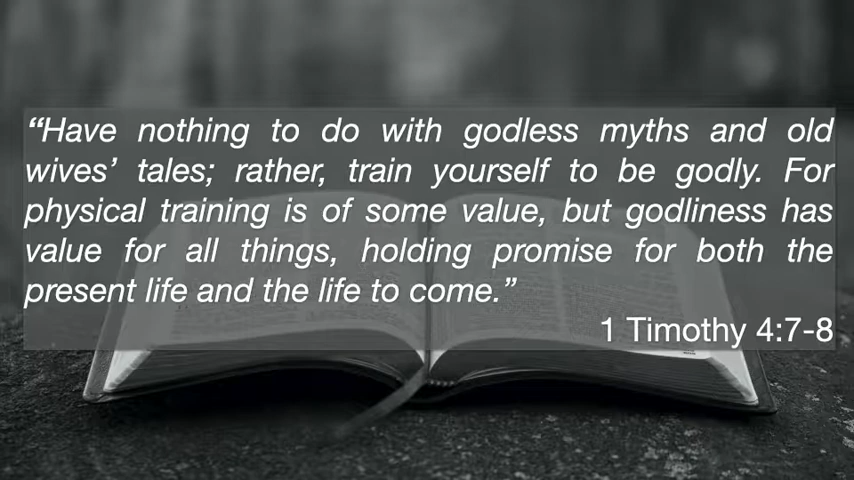 “Have nothing to do with godless myths and old
wives’ tales; rather, train yourself to be godly. For
physical training is of some value, but godliness has
value for all things, holding promise for both the
present life and the life to come.”
1 Timothy 4:7-8